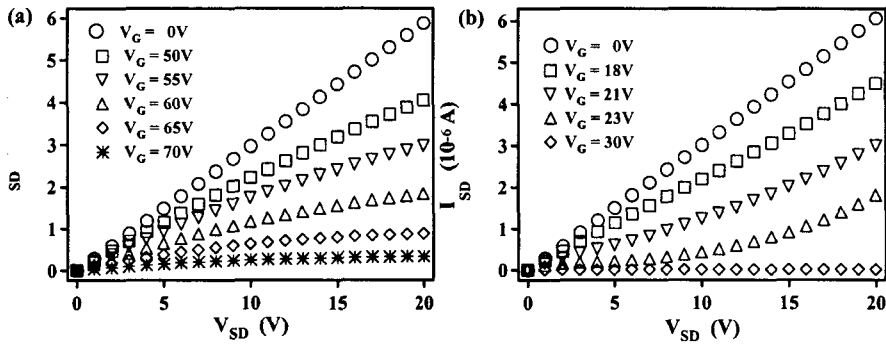 (a)
V_G = 0V
V_G = 50V
V_G = 55V
V_G = 60V
V_G = 65V
V_G = 70V
6
5
4
3
2
1
0
SD
0 5 10 15 20
V_SD (V)
(b)
V_G = 0V
V_G = 18V
V_G = 21V
V_G = 23V
V_G = 30V
6
5
4
3
2
1
0
I_SD (10⁻⁶ A)
0 5 10 15 20
V_SD (V)